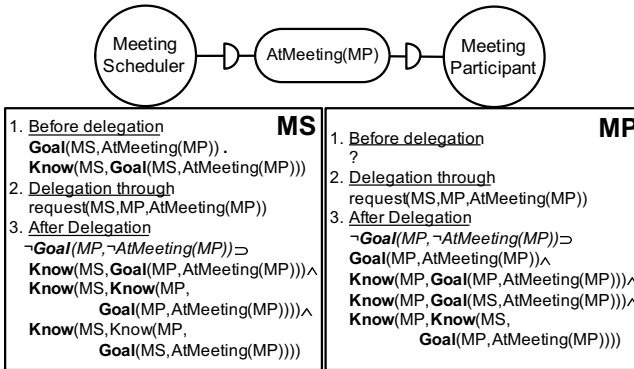 Meeting
Scheduler
AtMeeting(MP)
Meeting
Participant
MS
1. Before delegation
Goal(MS,AtMeeting(MP)) .
Know(MS,Goal(MS,AtMeeting(MP)))
2. Delegation through
request(MS,MP,AtMeeting(MP))
3. After Delegation
¬Goal(MP,¬AtMeeting(MP))⊃
Know(MS,Goal(MP,AtMeeting(MP)))∧
Know(MS,Know(MP,
Goal(MP,AtMeeting(MP))))∧
Know(MS,Know(MP,
Goal(MS,AtMeeting(MP))))
MP
1. Before delegation
?
2. Delegation through
request(MS,MP,AtMeeting(MP))
3. After Delegation
¬Goal(MP,¬AtMeeting(MP))⊃
Goal(MP,AtMeeting(MP))∧
Know(MP,Goal(MP,AtMeeting(MP)))∧
Know(MP,Goal(MS,AtMeeting(MP)))∧
Know(MP,Know(MS,
Goal(MP,AtMeeting(MP))))